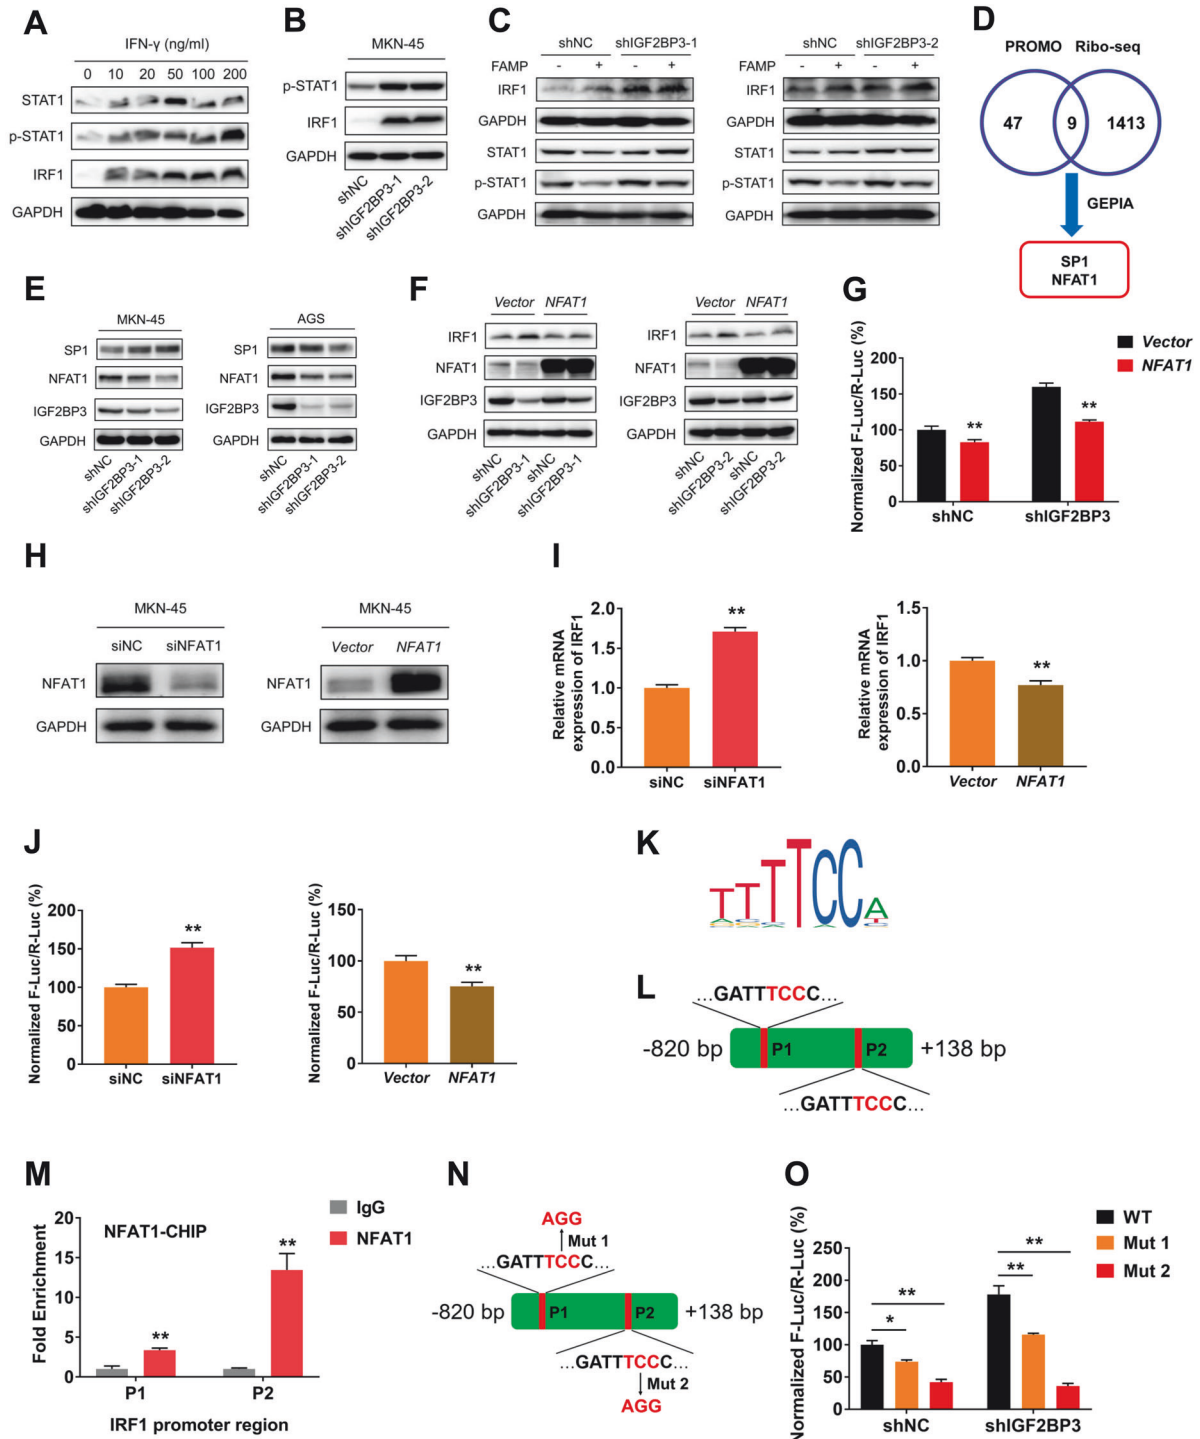 A
IFN-γ (ng/ml)
0 10 20 50 100 200
STAT1
p-STAT1
IRF1
GAPDH
B
MKN-45
p-STAT1
IRF1
GAPDH
shNC
shIGF2BP3-1
shIGF2BP3-2
C
shNC shIGF2BP3-1
FAMP - + - +
IRF1
GAPDH
STAT1
p-STAT1
GAPDH
shNC shIGF2BP3-2
FAMP - + - +
IRF1
GAPDH
STAT1
p-STAT1
GAPDH
D
PROMO Ribo-seq
47 9 1413
GEPIA
SP1
NFAT1
E
MKN-45
SP1
NFAT1
IGF2BP3
GAPDH
shNC
shIGF2BP3-1
shIGF2BP3-2
AGS
SP1
NFAT1
IGF2BP3
GAPDH
shNC
shIGF2BP3-1
shIGF2BP3-2
F
Vector NFAT1
IRF1
NFAT1
IGF2BP3
GAPDH
shNC
shIGF2BP3-1
shNC
shIGF2BP3-1
Vector NFAT1
IRF1
NFAT1
IGF2BP3
GAPDH
shNC
shIGF2BP3-2
shNC
shIGF2BP3-2
G
Vector
NFAT1
Normalized F-Luc/R-Luc (%)
200
150
100
50
0
**
**
shNC shIGF2BP3
H
MKN-45
siNC siNFAT1
NFAT1
GAPDH
MKN-45
Vector NFAT1
NFAT1
GAPDH
I
Relative mRNA
expression of IRF1
2.0
1.5
1.0
0.5
0.0
**
siNC siNFAT1
Relative mRNA
expression of IRF1
1.5
1.0
0.5
0.0
**
Vector NFAT1
J
Normalized F-Luc/R-Luc (%)
200
150
100
50
0
**
siNC siNFAT1
Normalized F-Luc/R-Luc (%)
150
100
50
0
**
Vector NFAT1
K
TTTTCCA
L
...GATTTCCC...
-820 bp P1 P2 +138 bp
...GATTTCCC...
M
IgG
NFAT1
NFAT1-CHIP
Fold Enrichment
20
15
10
5
0
**
**
P1 P2
IRF1 promoter region
N
AGG
Mut 1
...GATTTCCC...
-820 bp P1 P2 +138 bp
...GATTTCCC...
Mut 2
AGG
O
WT
Mut 1
Mut 2
Normalized F-Luc/R-Luc (%)
250
200
150
100
50
0
**
*
**
**
shNC shIGF2BP3